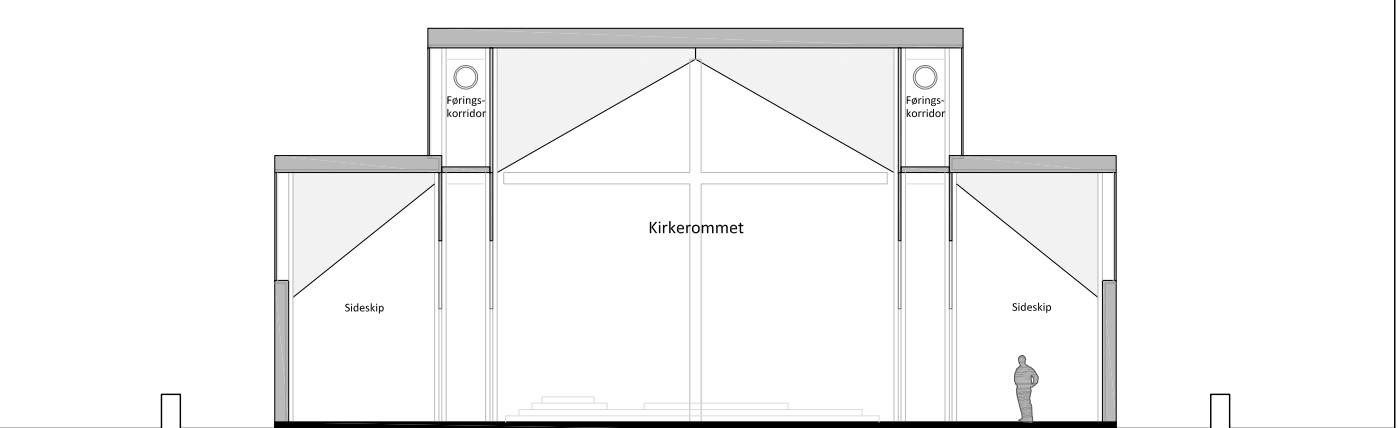 Førings-
korridor
Førings-
korridor
Kirkerommet
Sideskip
Sideskip